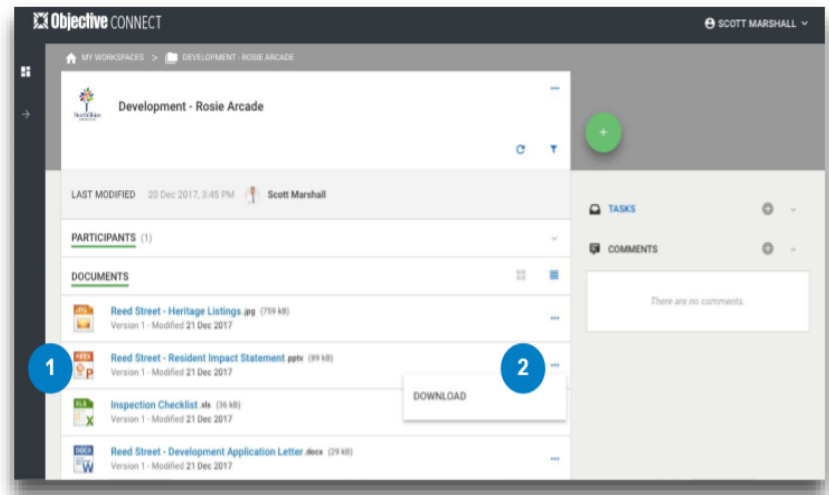 Objective CONNECT
SCOTT MARSHALL
MY WORKSPACES > DEVELOPMENT - ROSIE ARCADE
Development - Rosie Arcade
LAST MODIFIED 20 Dec 2017, 3:45 PM Scott Marshall
PARTICIPANTS (1)
DOCUMENTS
Reed Street - Heritage Listings .jpg (759 kB)
Version 1 - Modified 21 Dec 2017
1
PPTX
P
Reed Street - Resident Impact Statement .pptx (89 kB)
Version 1 - Modified 21 Dec 2017
2
DOWNLOAD
XLS
X
Inspection Checklist .xls (36 kB)
Version 1 - Modified 21 Dec 2017
DOCX
W
Reed Street - Development Application Letter .docx (29 kB)
Version 1 - Modified 21 Dec 2017
+
TASKS
COMMENTS
There are no comments.